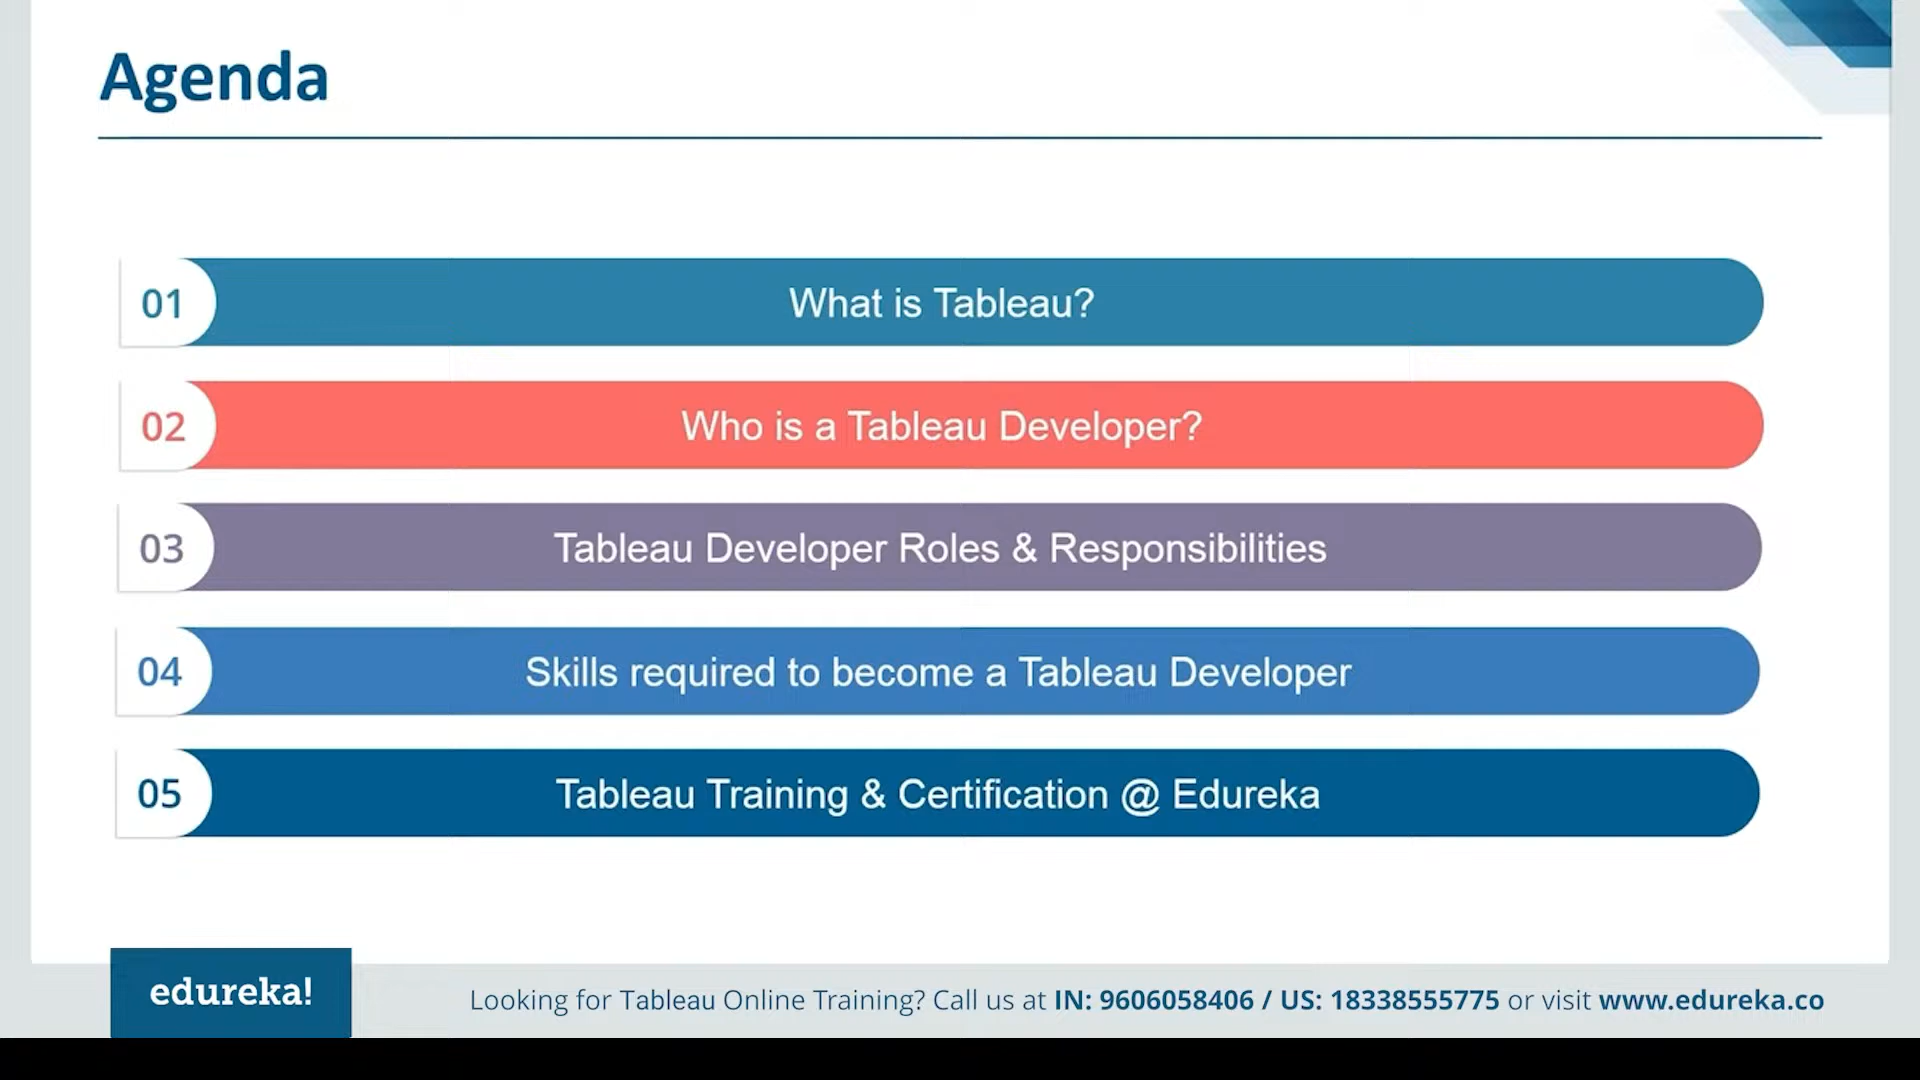 Agenda
01 What is Tableau?
02 Who is a Tableau Developer?
03 Tableau Developer Roles & Responsibilities
04 Skills required to become a Tableau Developer
05 Tableau Training & Certification @ Edureka
edureka!
Looking for Tableau Online Training? Call us at IN: 9606058406 / US: 18338555775 or visit www.edureka.co